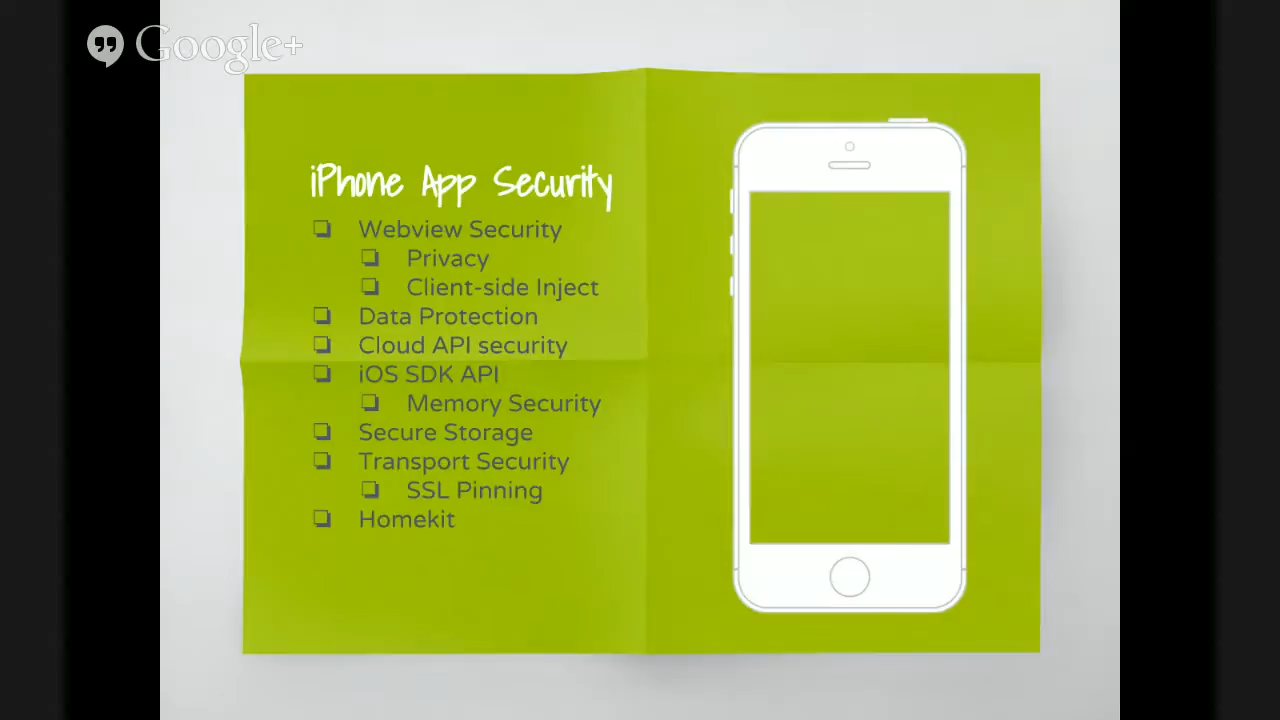 Google+
iPhone App Security
❏ Webview Security
❏ Privacy
❏ Client-side Inject
❏ Data Protection
❏ Cloud API security
❏ iOS SDK API
❏ Memory Security
❏ Secure Storage
❏ Transport Security
❏ SSL Pinning
❏ Homekit